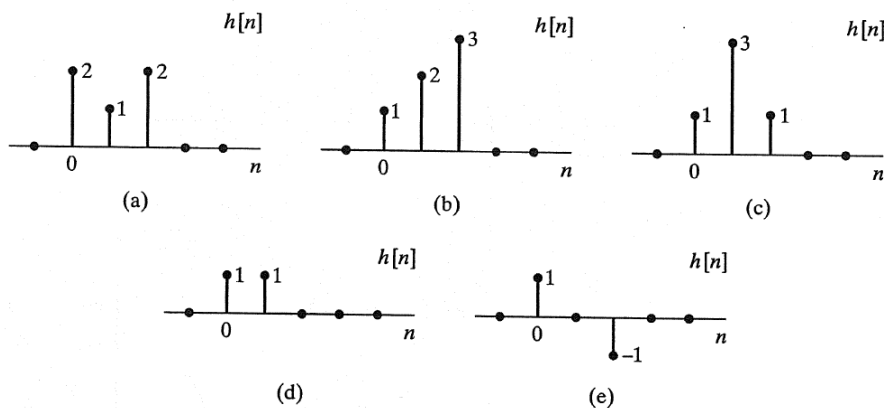 h[n] h[n] h[n]
2 2 1
1 2 3
1 3 1
0 n 0 n 0 n
(a) (b) (c)
h[n] h[n]
1 1 1
0 n 0 n
–1
(d) (e)